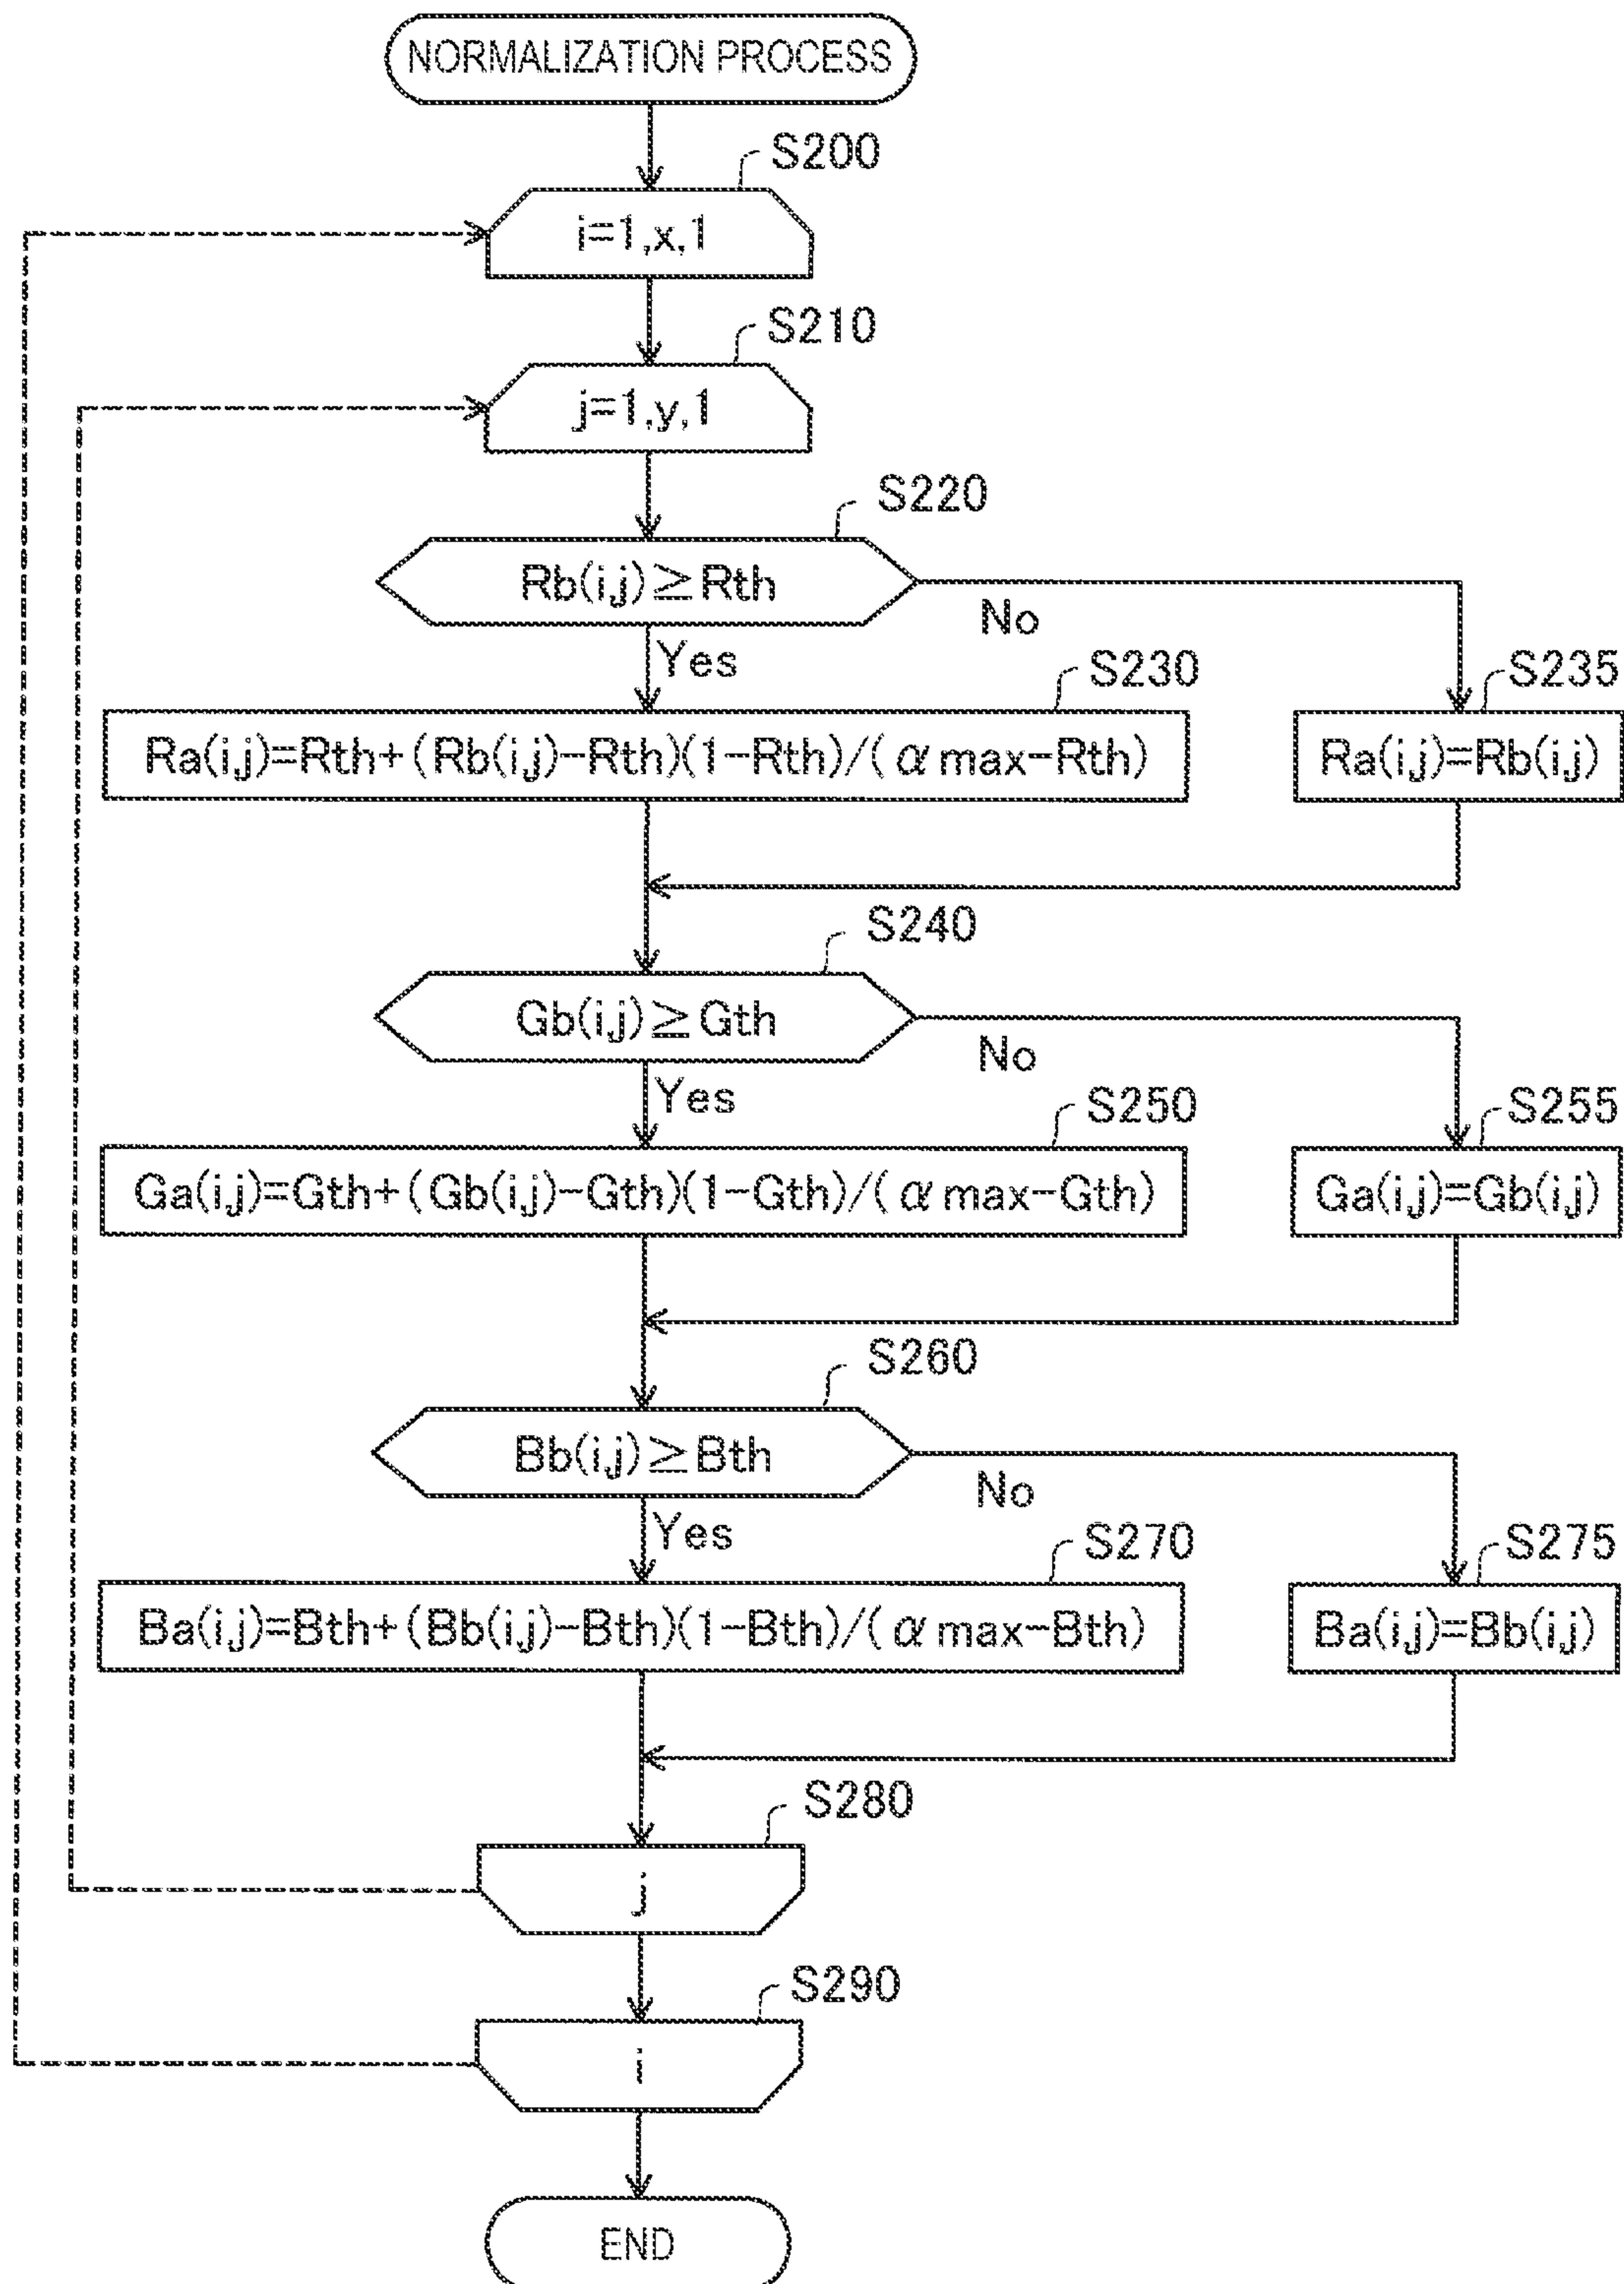 NORMALIZATION PROCESS
S200
i=1,x,1
S210
j=1,y,1
S220
Rb(i,j)≧Rth
No
Yes
S230
S235
Ra(i,j)=Rth+(Rb(i,j)-Rth)(1-Rth)/(αmax-Rth)
Ra(i,j)=Rb(i,j)
S240
Gb(i,j)≧Gth
No
Yes
S250
S255
Ga(i,j)=Gth+(Gb(i,j)-Gth)(1-Gth)/(αmax-Gth)
Ga(i,j)=Gb(i,j)
S260
Bb(i,j)≧Bth
No
Yes
S270
S275
Ba(i,j)=Bth+(Bb(i,j)-Bth)(1-Bth)/(αmax-Bth)
Ba(i,j)=Bb(i,j)
S280
j
S290
i
END